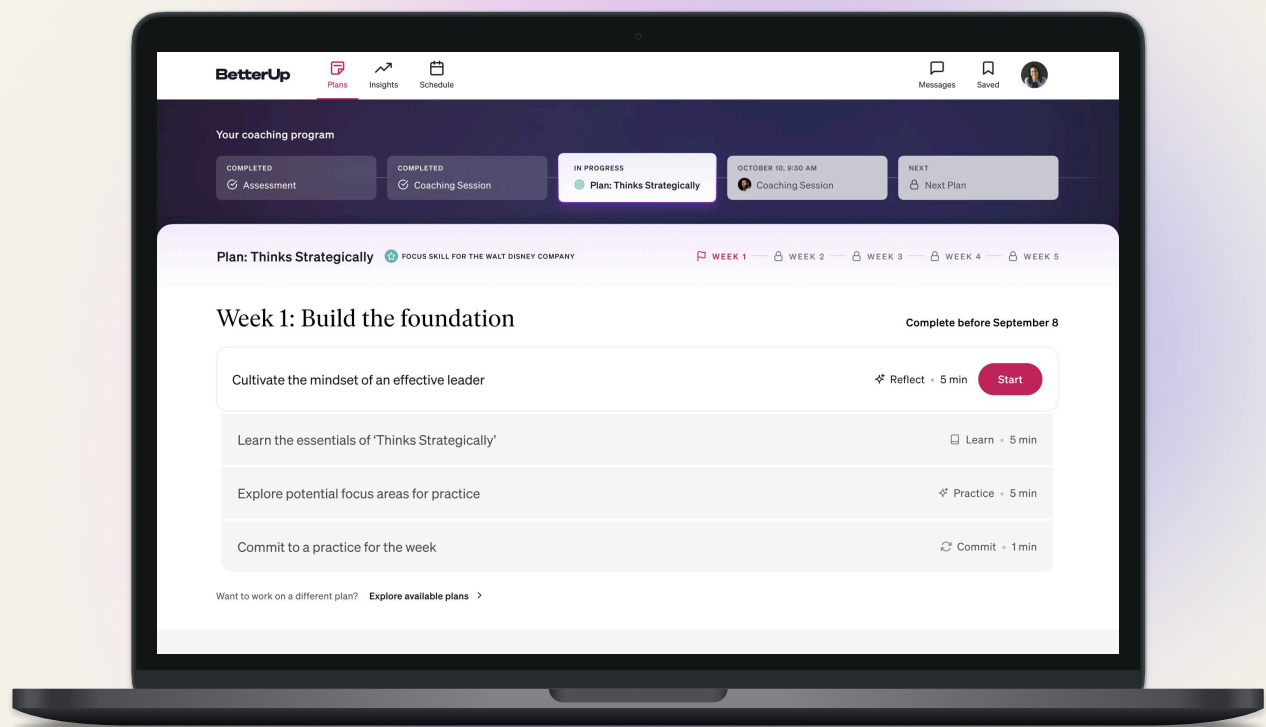 BetterUp
Plans
Insights
Schedule
Messages
Saved
Your coaching program
COMPLETED
Assessment
COMPLETED
Coaching Session
IN PROGRESS
Plan: Thinks Strategically
OCTOBER 10, 9:30 AM
Coaching Session
NEXT
Next Plan
Plan: Thinks Strategically
FOCUS SKILL FOR THE WALT DISNEY COMPANY
WEEK 1
WEEK 2
WEEK 3
WEEK 4
WEEK 5
Week 1: Build the foundation
Complete before September 8
Cultivate the mindset of an effective leader
Reflect • 5 min
Start
Learn the essentials of ‘Thinks Strategically’
Learn • 5 min
Explore potential focus areas for practice
Practice • 5 min
Commit to a practice for the week
Commit • 1 min
Want to work on a different plan? Explore available plans